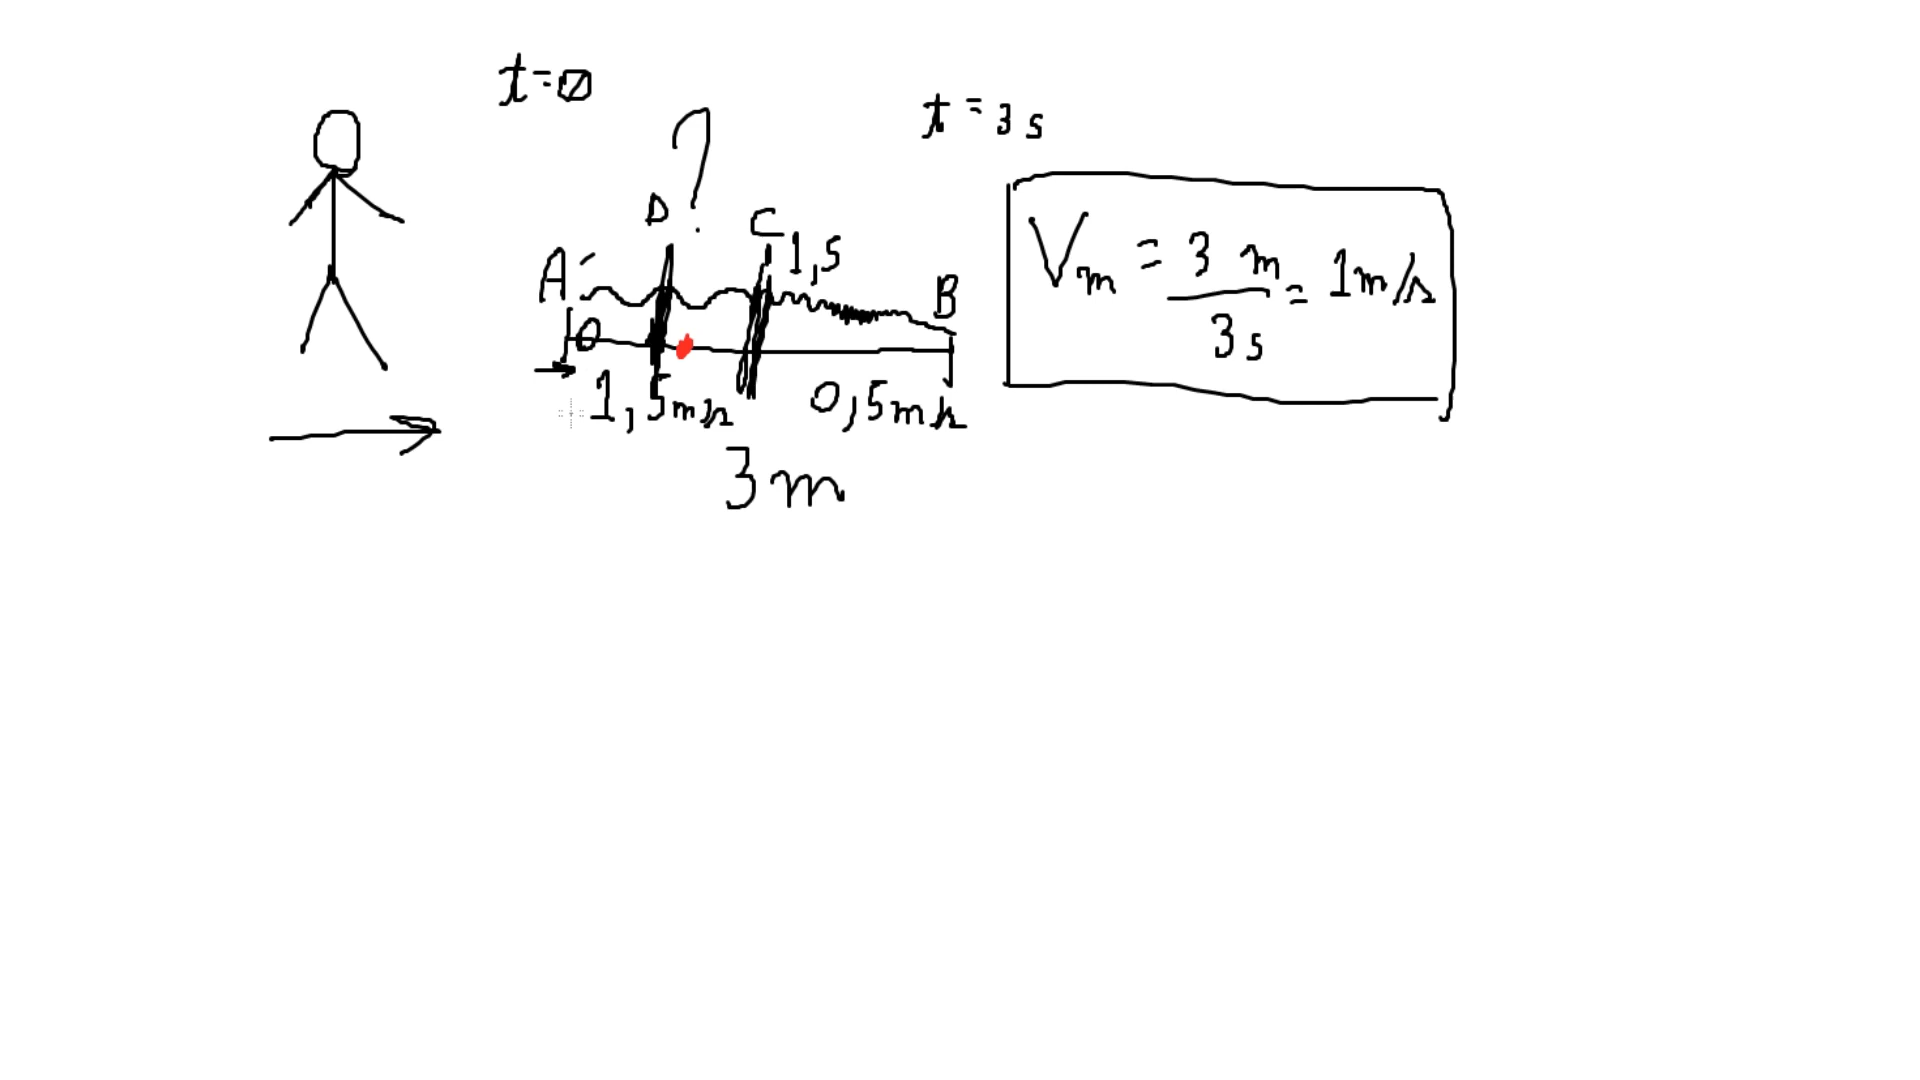 t=0
t=3s
?
D
C
1,5
A
B
0
1,5m/s
0,5m/s
3m
Vm = 3m/3s = 1m/s